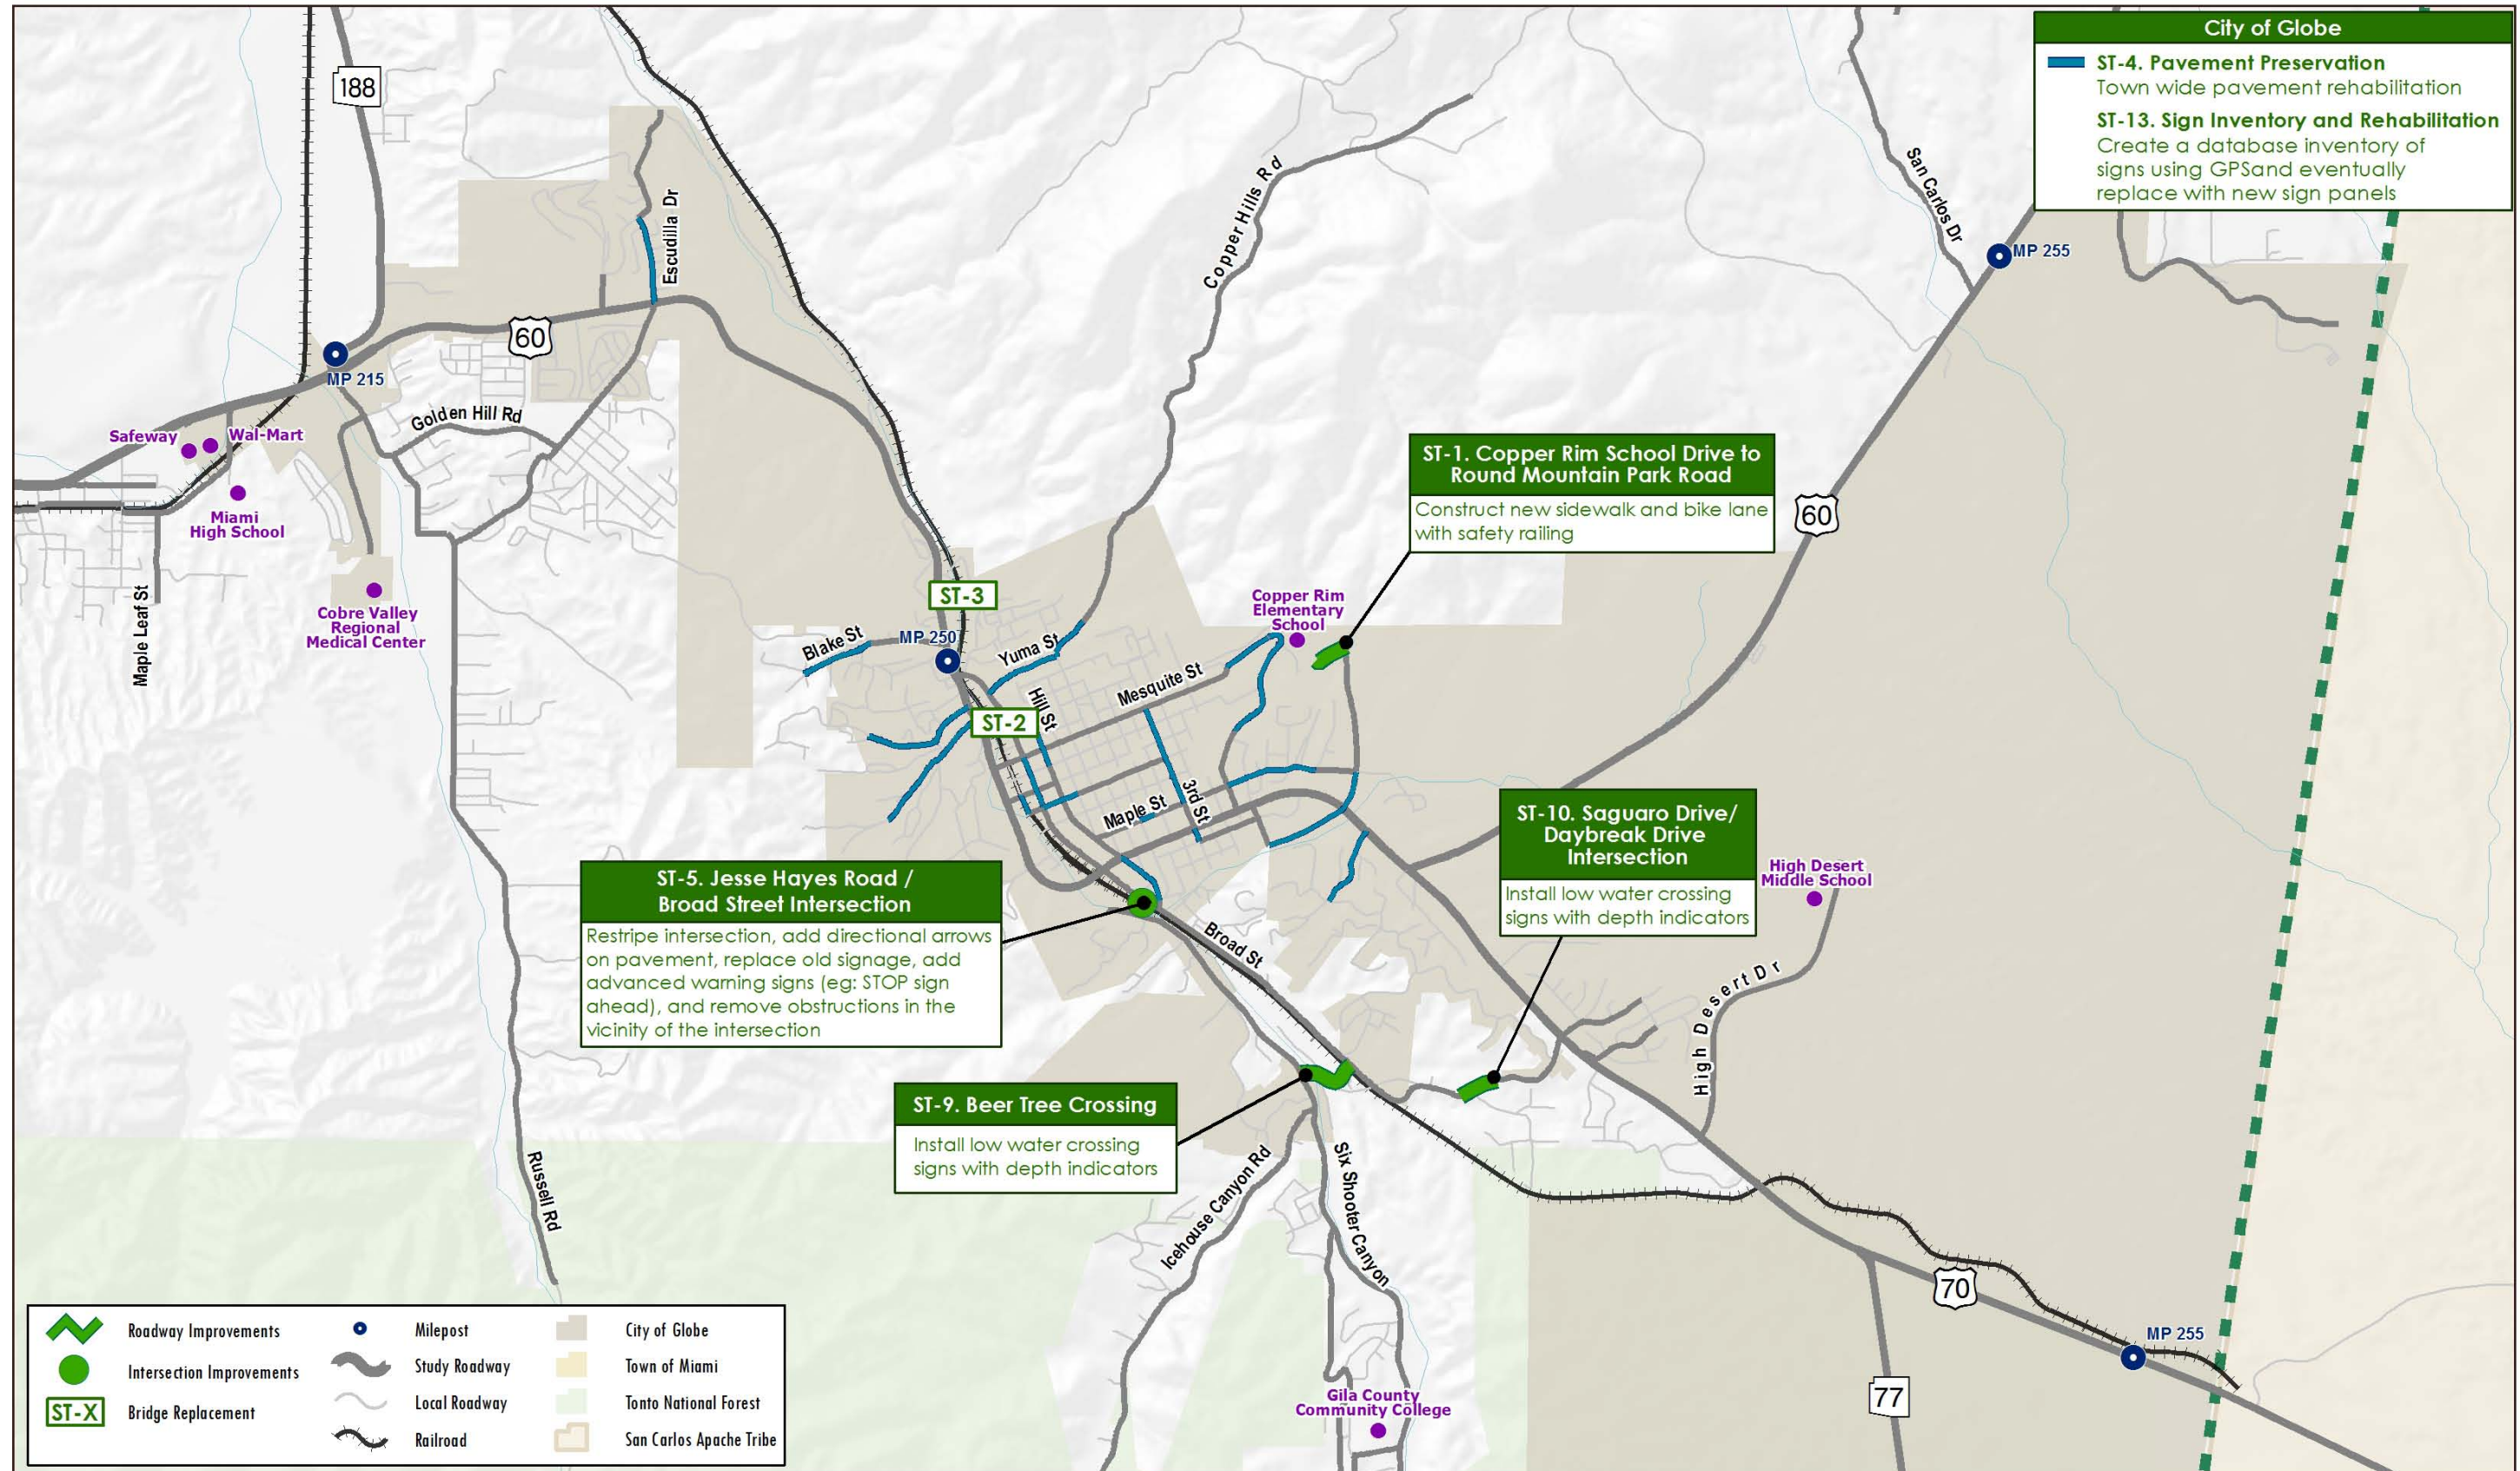 City of Globe
ST-4. Pavement Preservation
Town wide pavement rehabilitation
ST-13. Sign Inventory and Rehabilitation
Create a database inventory of
signs using GPSand eventually
replace with new sign panels
188
Escudilla Dr
Copper Hills Rd
San Carlos Dr
MP 255
60
MP 215
Golden Hill Rd
Safeway
Wal-Mart
Miami
High School
Maple Leaf St
Cobre Valley
Regional
Medical Center
ST-1. Copper Rim School Drive to
Round Mountain Park Road
Construct new sidewalk and bike lane
with safety railing
60
ST-3
Copper Rim
Elementary
School
Blake St
MP 250
Yuma St
Mesquite St
Hill St
ST-2
Maple St
3rd St
ST-10. Saguaro Drive/
Daybreak Drive
Intersection
Install low water crossing
signs with depth indicators
High Desert
Middle School
ST-5. Jesse Hayes Road /
Broad Street Intersection
Restripe intersection, add directional arrows
on pavement, replace old signage, add
advanced warning signs (eg: STOP sign
ahead), and remove obstructions in the
vicinity of the intersection
Broad St
High Desert Dr
ST-9. Beer Tree Crossing
Install low water crossing
signs with depth indicators
Russell Rd
Icehouse Canyon Rd
Six Shooter Canyon
70
MP 255
77
Gila County
Community College
Roadway Improvements
Intersection Improvements
ST-X
Bridge Replacement
Milepost
Study Roadway
Local Roadway
Railroad
City of Globe
Town of Miami
Tonto National Forest
San Carlos Apache Tribe